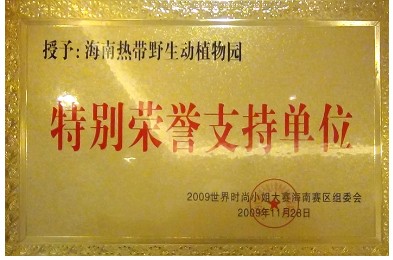 授予:海南热带野生动植物园
特别荣誉支持单位
2009世界时尚小姐大赛海南赛区组委会
2009年11月28日